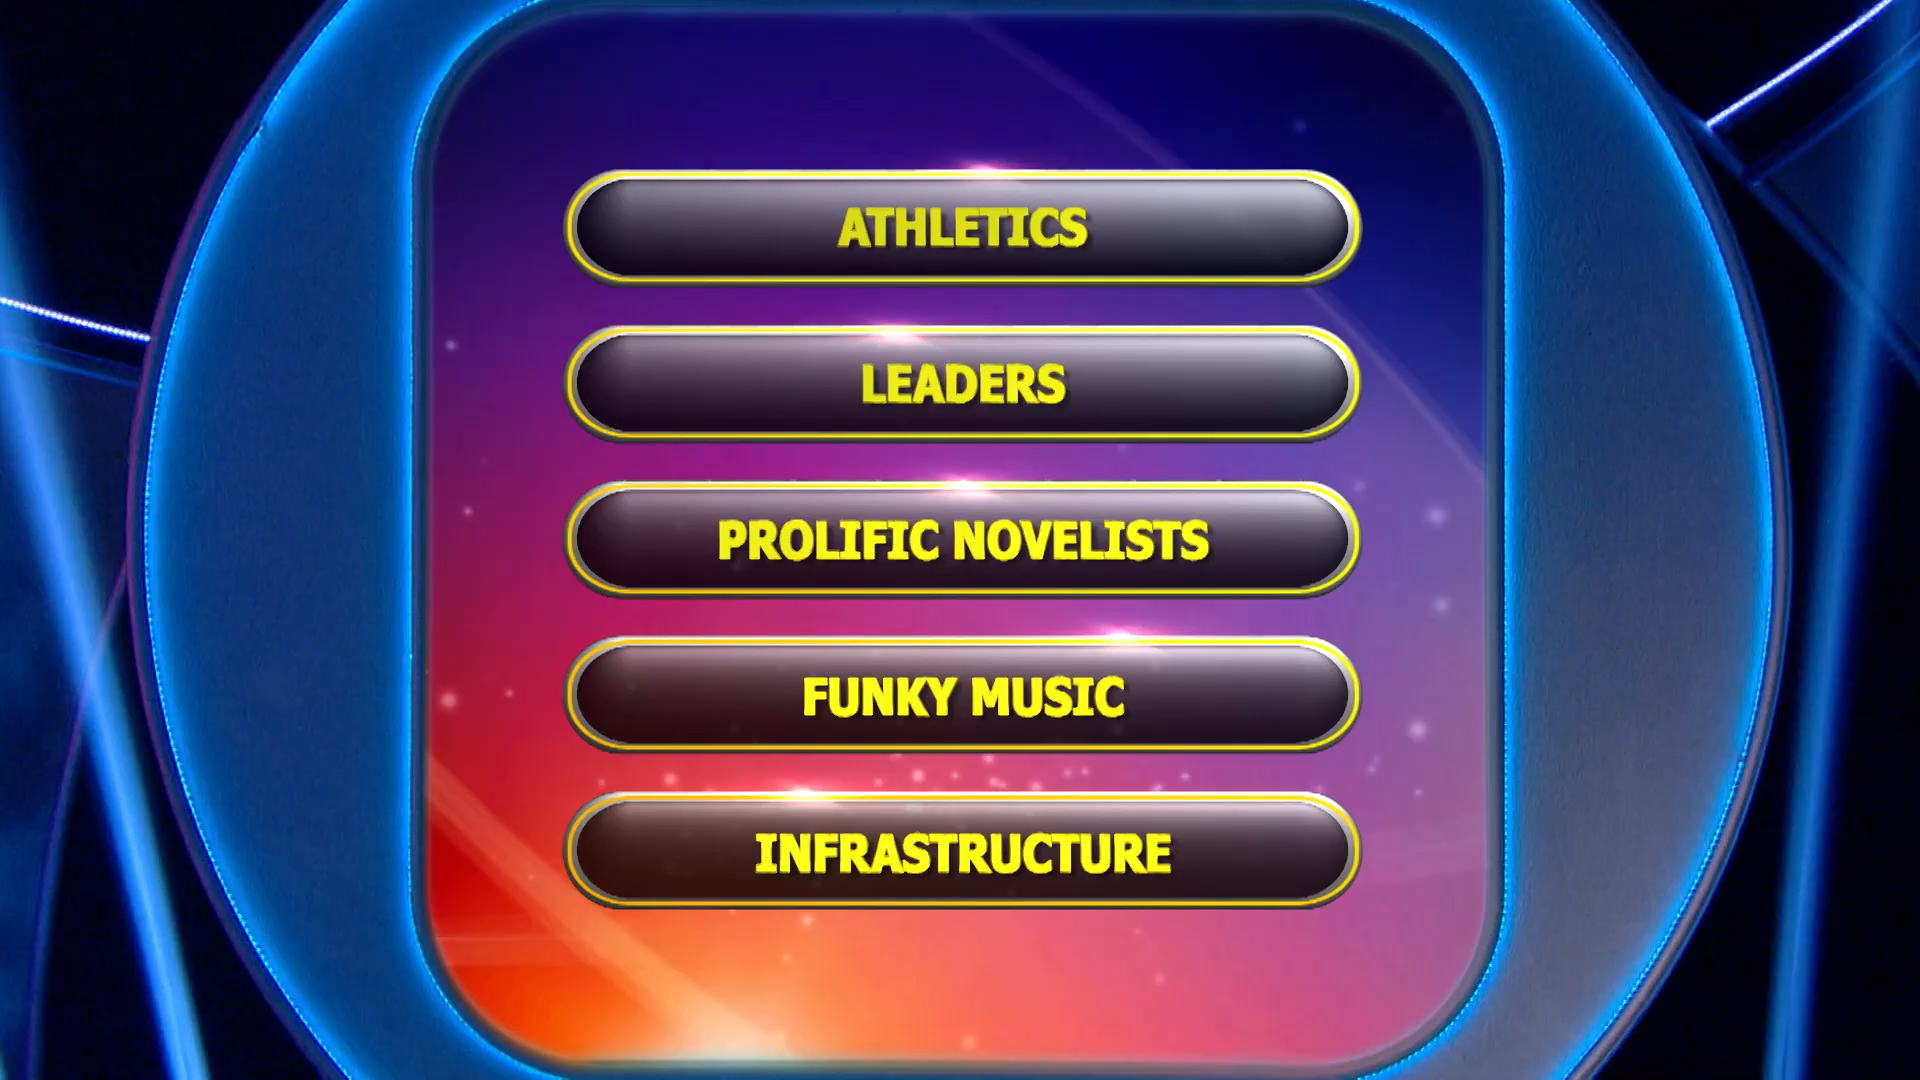 ATHLETICS
LEADERS
PROLIFIC NOVELISTS
FUNKY MUSIC
INFRASTRUCTURE